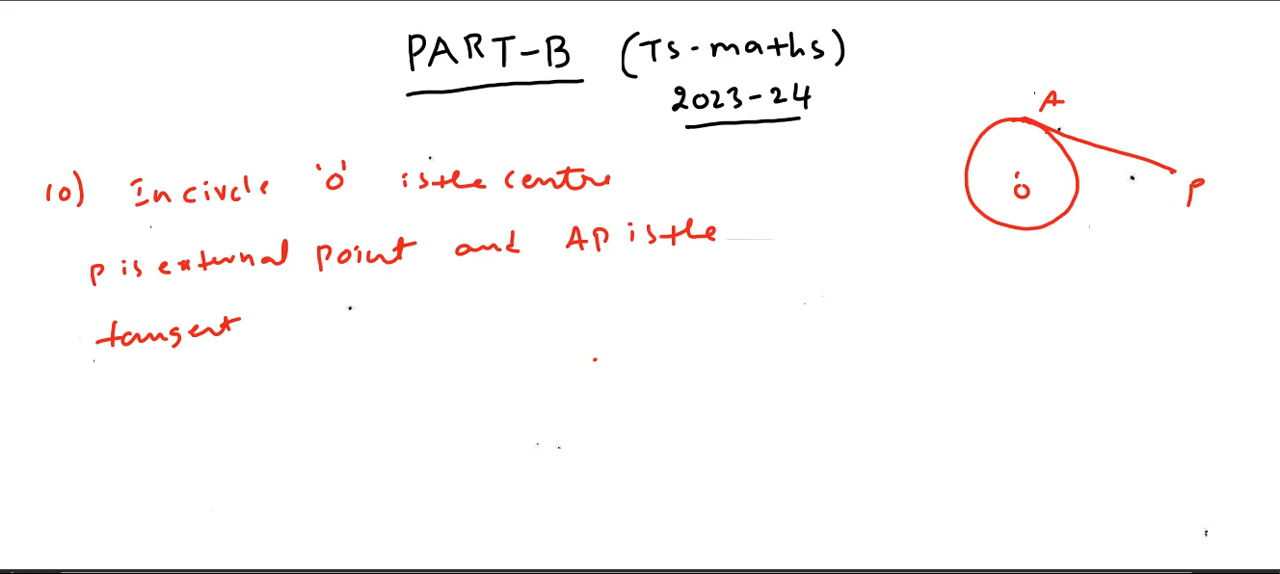 PART-B (TS-maths)
2023-24
A
'O'
P
10) In circle 'O' is the centre
P is external point and AP is the
tangent